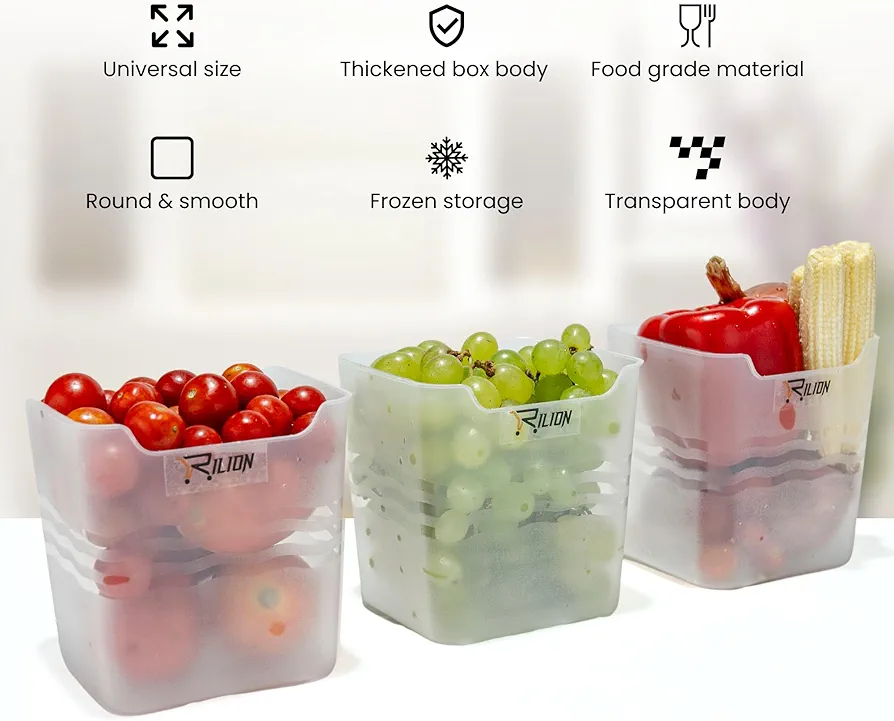 Universal size
Thickened box body
Food grade material
Round & smooth
Frozen storage
Transparent body
RILION
RILION
RILION